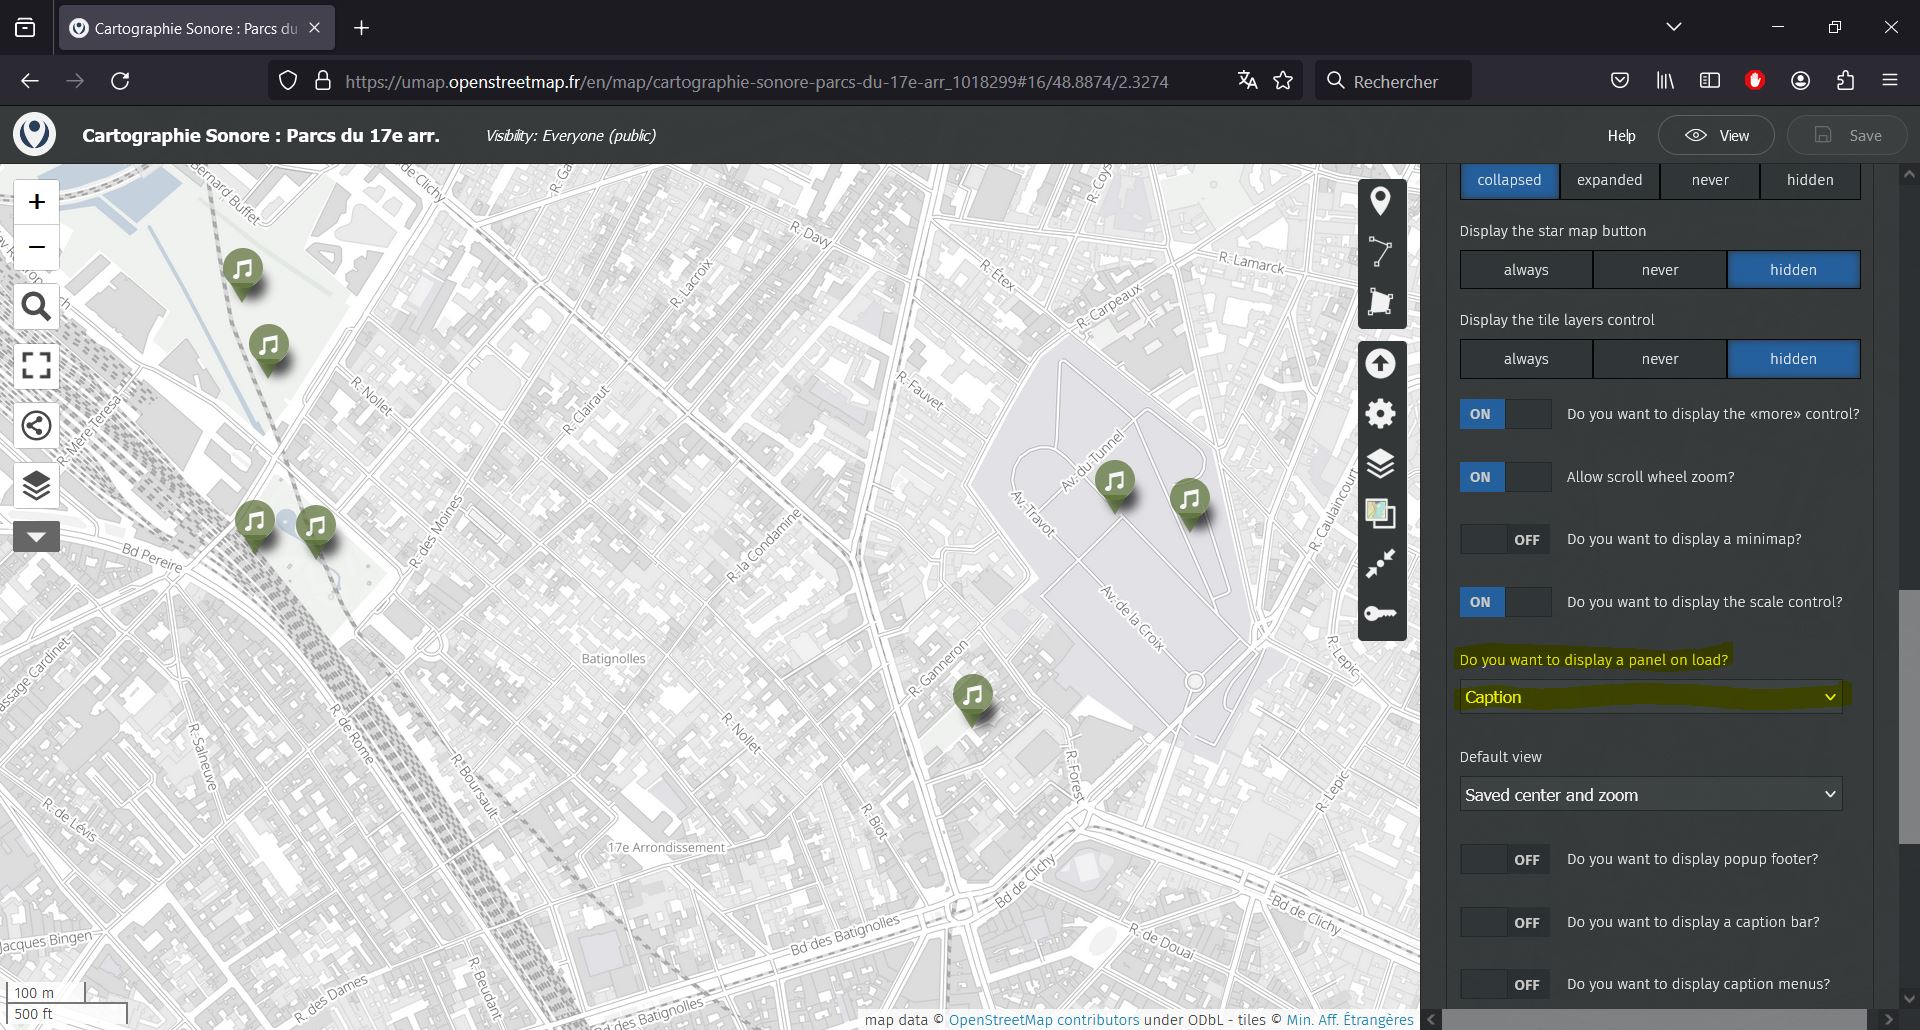 Cartographie Sonore : Parcs du
https://umap.openstreetmap.fr/en/map/cartographie-sonore-parcs-du-17e-arr_1018299#16/48.8874/2.3274
Rechercher
Cartographie Sonore : Parcs du 17e arr.
Visibility: Everyone (public)
Help
View
Save
Bernard Buffet
de Clichy
R. Ga
R. Coys
R. Davy
R. Lamarck
R. Lacroix
R. Étex
R. Carpeaux
R. Nollet
R. Clairaut
R. Fauvet
R. Mère Teresa
Av. du Tunnel
Av. Travot
R. Caulaincourt
R. des Moines
R. la Condamine
Bd Pereire
Av. de la Croix
Batignolles
R. Ganneron
R. Lepic
assage Cardinet
R. de Rome
R. Nollet
R. Salneuve
R. Forest
R. Boursault
R. Lepic
R. de Lévis
R. Biot
17e Arrondissement
Bd de Clichy
Bd de Clichy
Jacques Bingen
Bd des Batignolles
R. de Douai
R. Beudant
R. des Dames
Bd des Batignolles
100 m
500 ft
map data © OpenStreetMap contributors under ODbL - tiles © Min. Aff. Étrangères
collapsed expanded never hidden
Display the star map button
always never hidden
Display the tile layers control
always never hidden
ON Do you want to display the «more» control?
ON Allow scroll wheel zoom?
OFF Do you want to display a minimap?
ON Do you want to display the scale control?
Do you want to display a panel on load?
Caption
Default view
Saved center and zoom
OFF Do you want to display popup footer?
OFF Do you want to display a caption bar?
OFF Do you want to display caption menus?